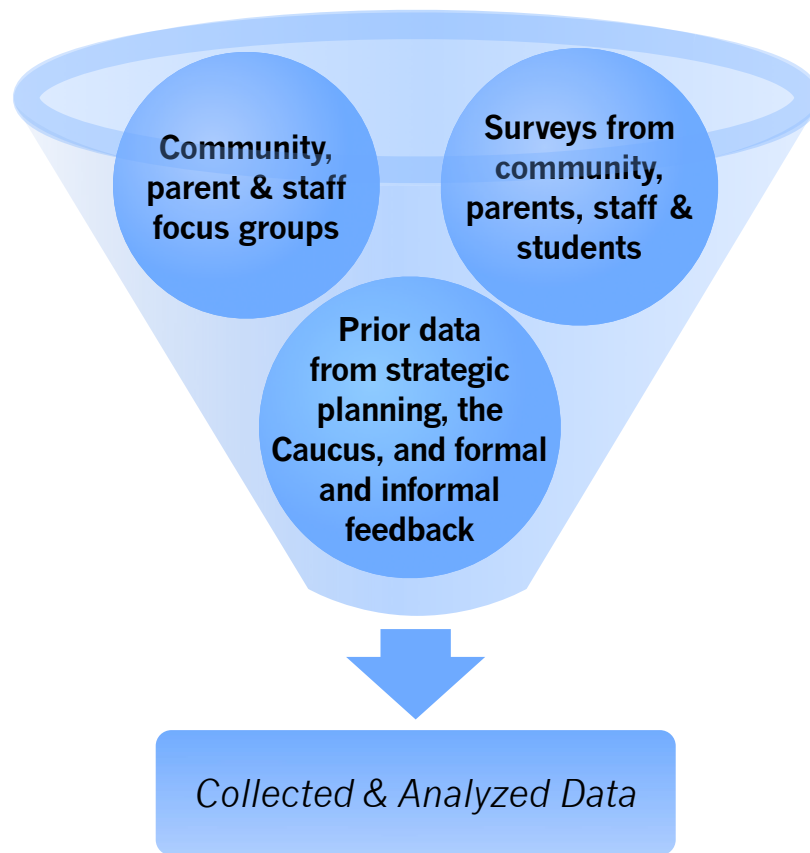 Community,
parent & staff
focus groups
Surveys from
community,
parents, staff &
students
Prior data
from strategic
planning, the
Caucus, and formal
and informal
feedback
Collected & Analyzed Data